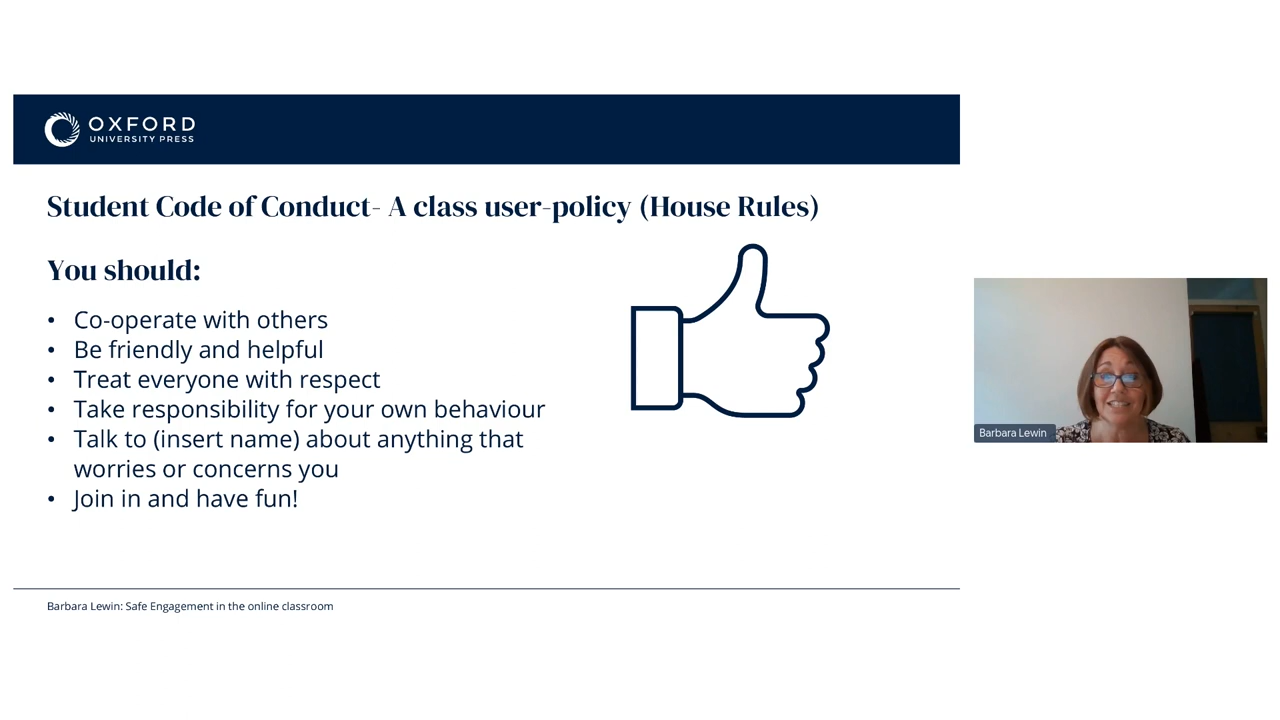 OXFORD
UNIVERSITY PRESS
Student Code of Conduct- A class user-policy (House Rules)
You should:
• Co-operate with others
• Be friendly and helpful
• Treat everyone with respect
• Take responsibility for your own behaviour
• Talk to (insert name) about anything that
worries or concerns you
• Join in and have fun!
Barbara Lewin
Barbara Lewin: Safe Engagement in the online classroom